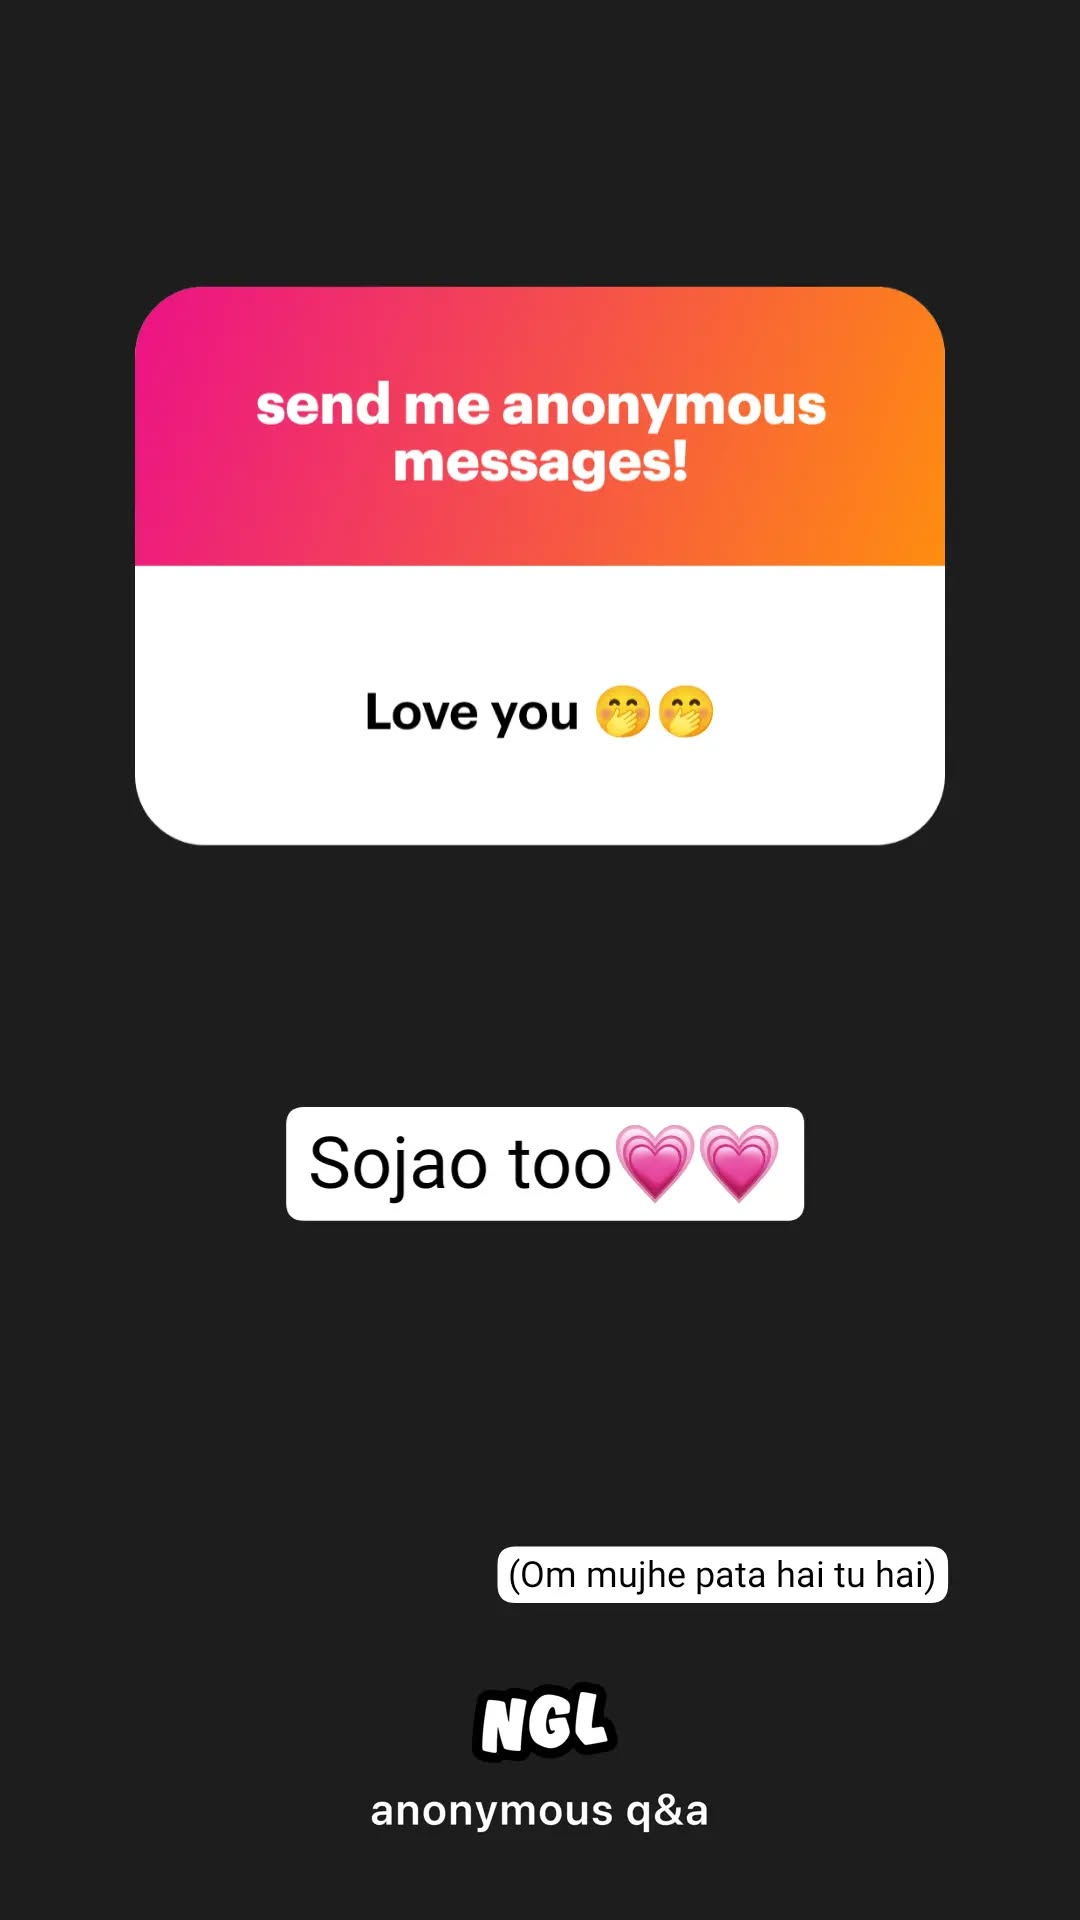 send me anonymous
messages!
Love you 🤭🤭
Sojao too💗💗
(Om mujhe pata hai tu hai)
NGL
anonymous q&a